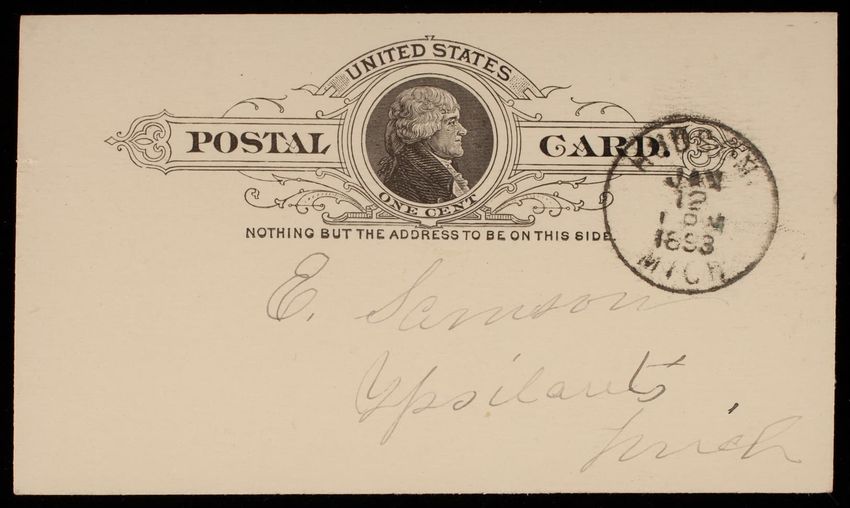 UNITED STATES
POSTAL CARD.
ONE CENT
NOTHING BUT THE ADDRESS TO BE ON THIS SIDE.
JAN
12
1 PM
1893
MICH
E. Samson
Ypsilanti
Mich